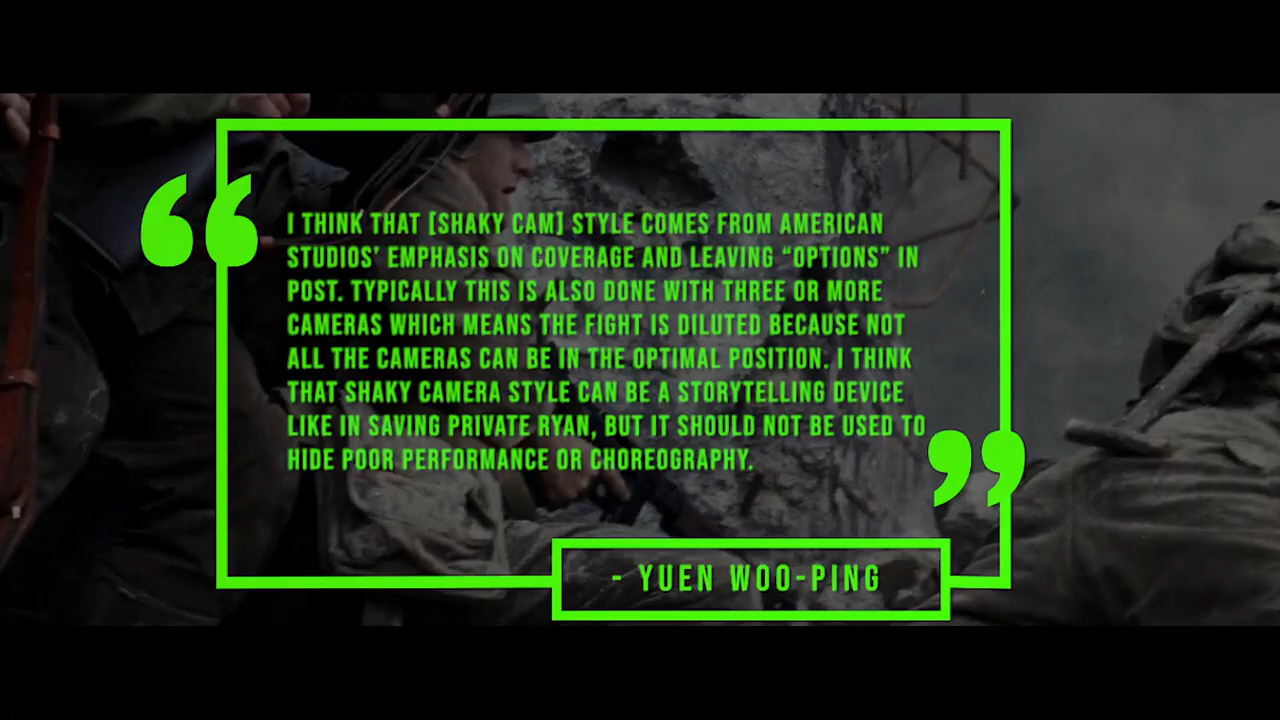 “
I THINK THAT [SHAKY CAM] STYLE COMES FROM AMERICAN
STUDIOS’ EMPHASIS ON COVERAGE AND LEAVING “OPTIONS” IN
POST. TYPICALLY THIS IS ALSO DONE WITH THREE OR MORE
CAMERAS WHICH MEANS THE FIGHT IS DILUTED BECAUSE NOT
ALL THE CAMERAS CAN BE IN THE OPTIMAL POSITION. I THINK
THAT SHAKY CAMERA STYLE CAN BE A STORYTELLING DEVICE
LIKE IN SAVING PRIVATE RYAN, BUT IT SHOULD NOT BE USED TO
HIDE POOR PERFORMANCE OR CHOREOGRAPHY.
”
- YUEN WOO-PING